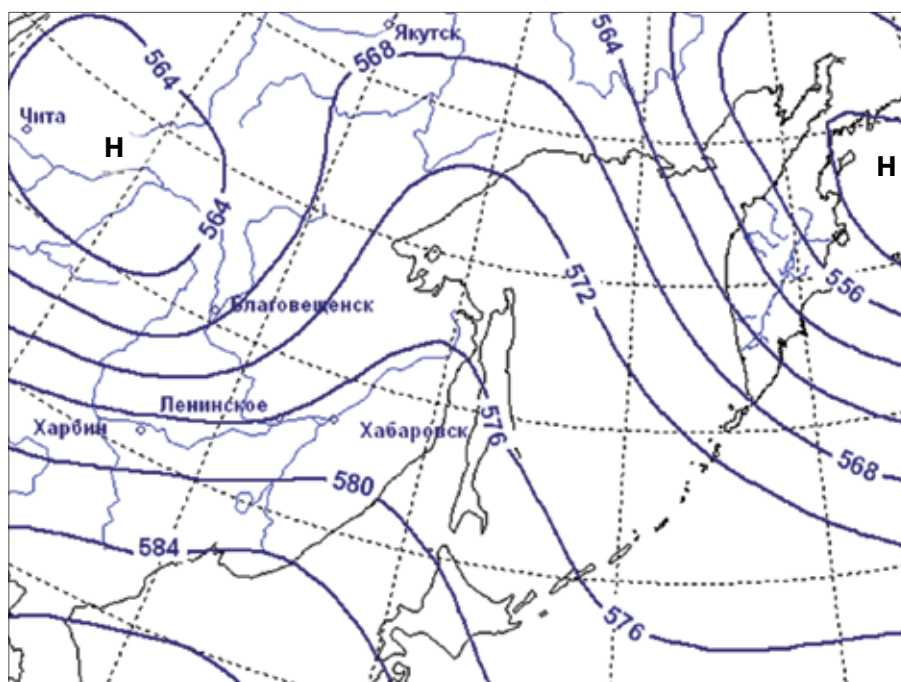 Якутск
564
568
564
Чита
Н
Н
564
572
556
Благовещенск
Ленинское
Харбин
Хабаровск
576
568
580
584
576